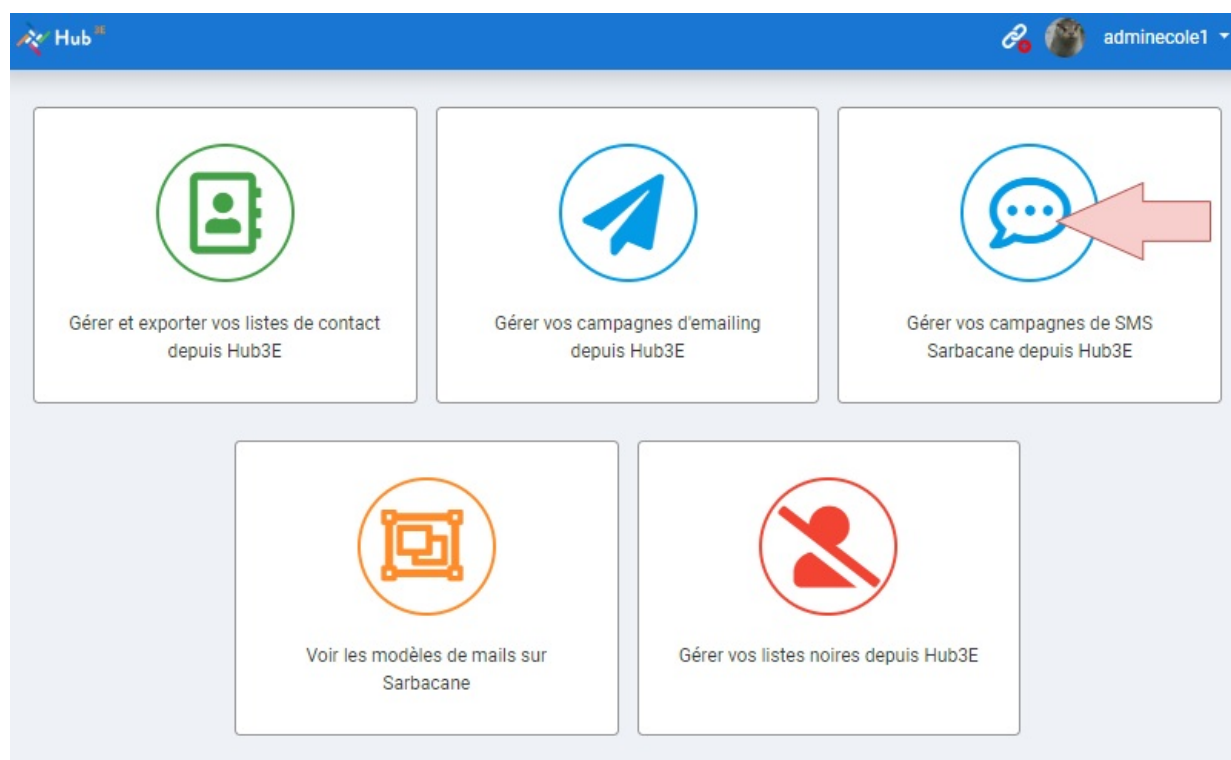 Hub 3E
adminecole1
Gérer et exporter vos listes de contact
depuis Hub3E
Gérer vos campagnes d'emailing
depuis Hub3E
Gérer vos campagnes de SMS
Sarbacane depuis Hub3E
Voir les modèles de mails sur
Sarbacane
Gérer vos listes noires depuis Hub3E